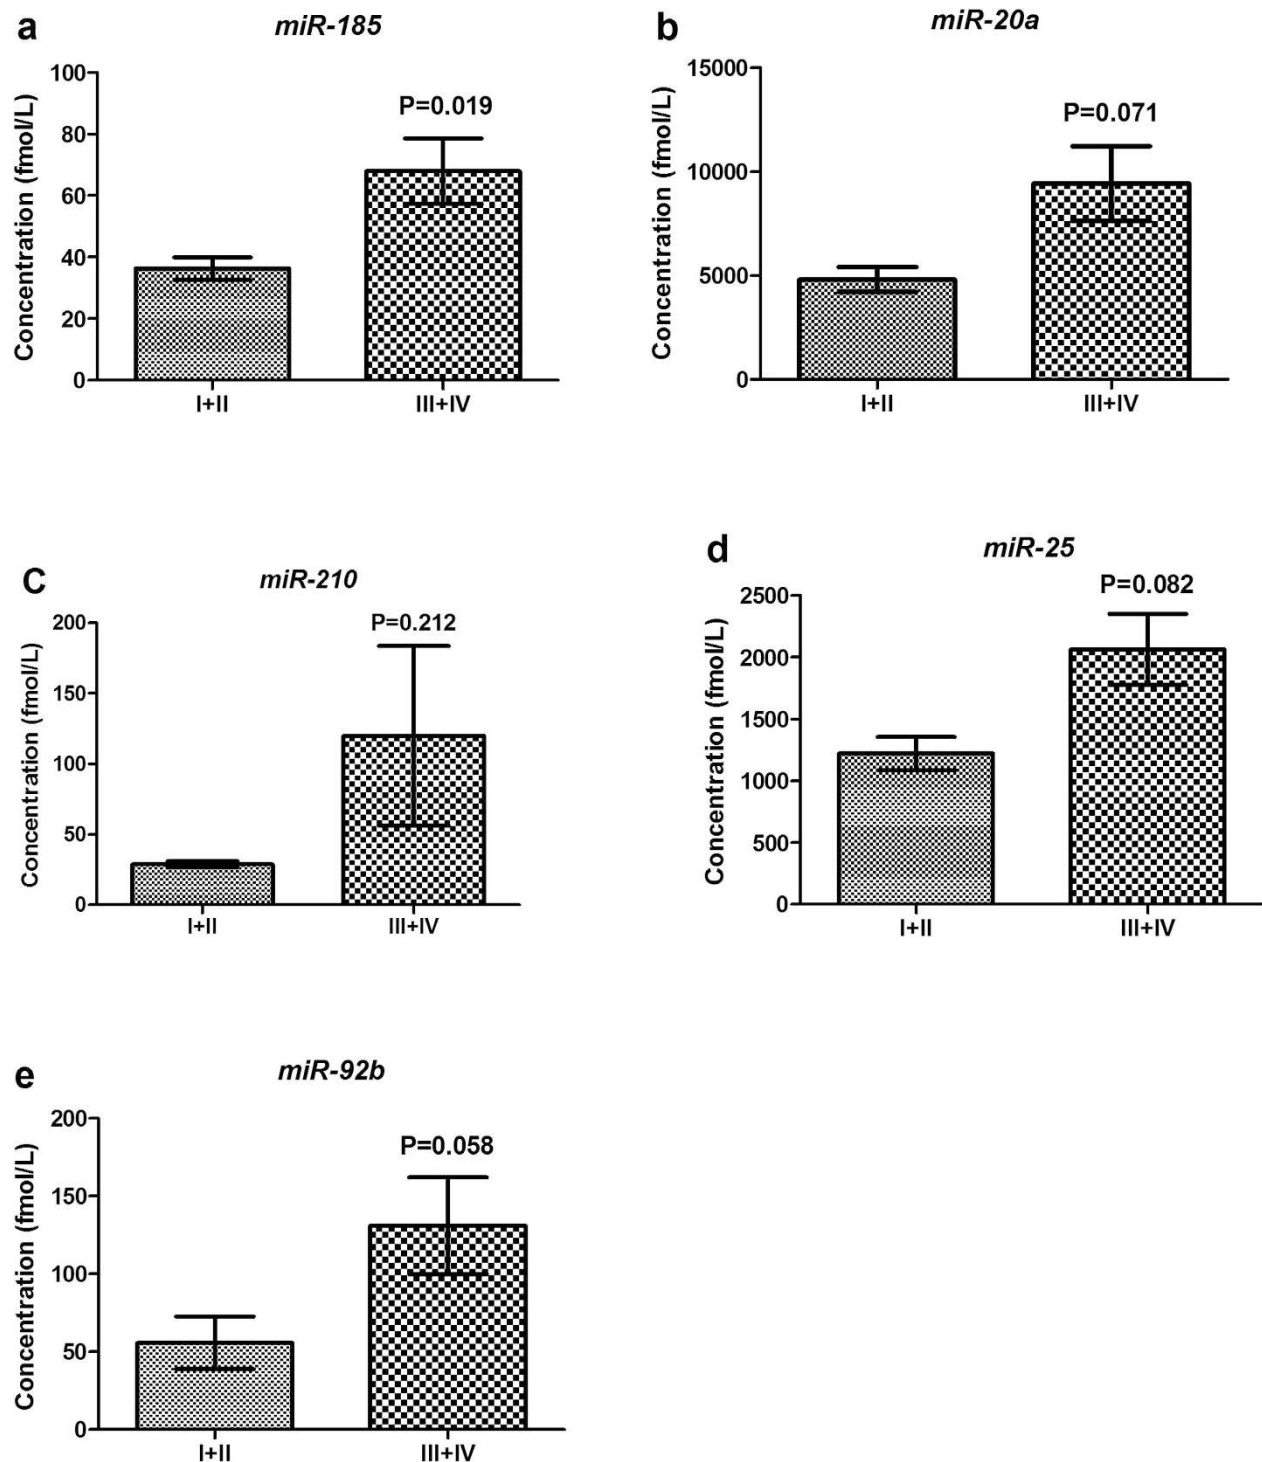 a
miR-185
Concentration (fmol/L)
100
80
60
40
20
0
P=0.019
I+II
III+IV
b
miR-20a
Concentration (fmol/L)
15000
10000
5000
0
P=0.071
I+II
III+IV
C
miR-210
Concentration (fmol/L)
200
150
100
50
0
P=0.212
I+II
III+IV
d
miR-25
Concentration (fmol/L)
2500
2000
1500
1000
500
0
P=0.082
I+II
III+IV
e
miR-92b
Concentration (fmol/L)
200
150
100
50
0
P=0.058
I+II
III+IV